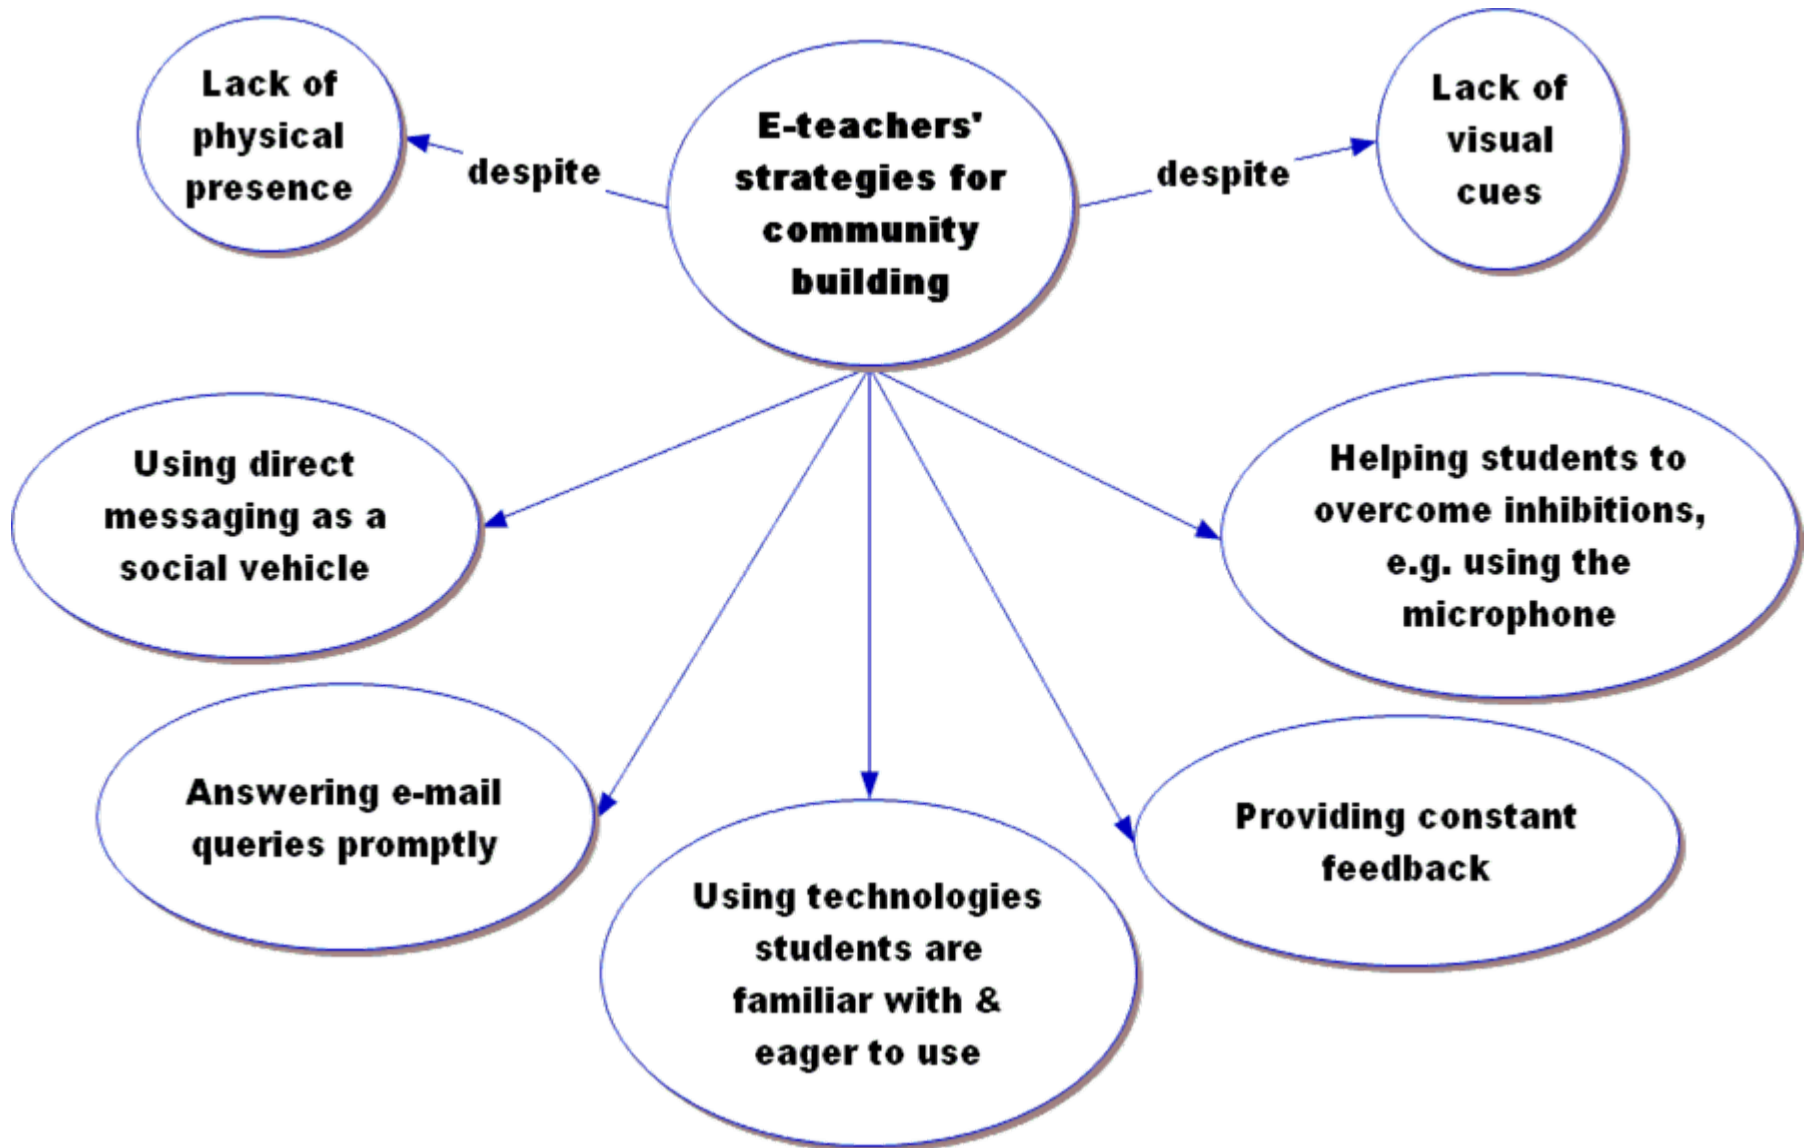 Lack of
physical
presence
despite
E-teachers'
strategies for
community
building
despite
Lack of
visual
cues
Using direct
messaging as a
social vehicle
Helping students to
overcome inhibitions,
e.g. using the
microphone
Answering e-mail
queries promptly
Using technologies
students are
familiar with &
eager to use
Providing constant
feedback